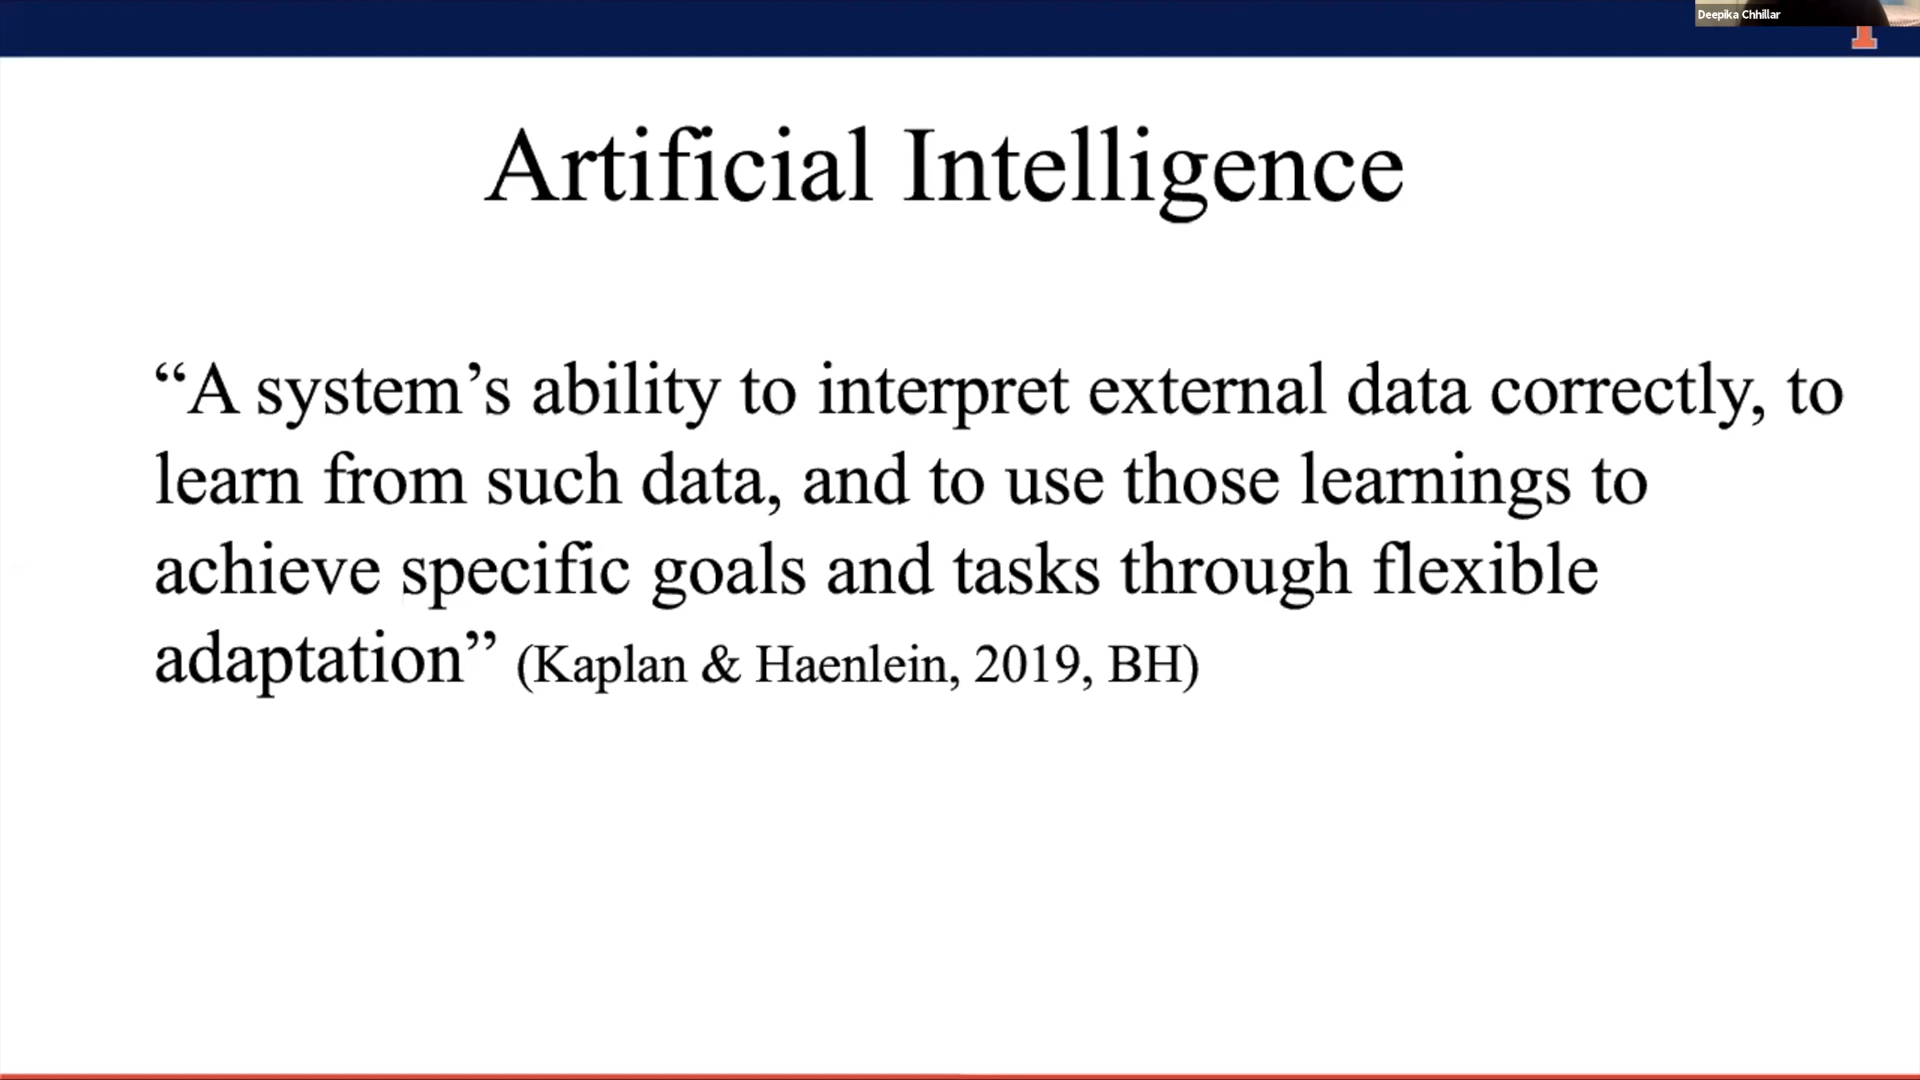 Deepika Chhillar
Artificial Intelligence
“A system’s ability to interpret external data correctly, to
learn from such data, and to use those learnings to
achieve specific goals and tasks through flexible
adaptation” (Kaplan & Haenlein, 2019, BH)